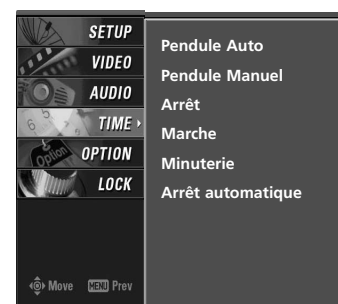 SETUP
VIDEO
AUDIO
TIME
OPTION
LOCK
Move MENU Prev
Pendule Auto
Pendule Manuel
Arrêt
Marche
Minuterie
Arrêt automatique